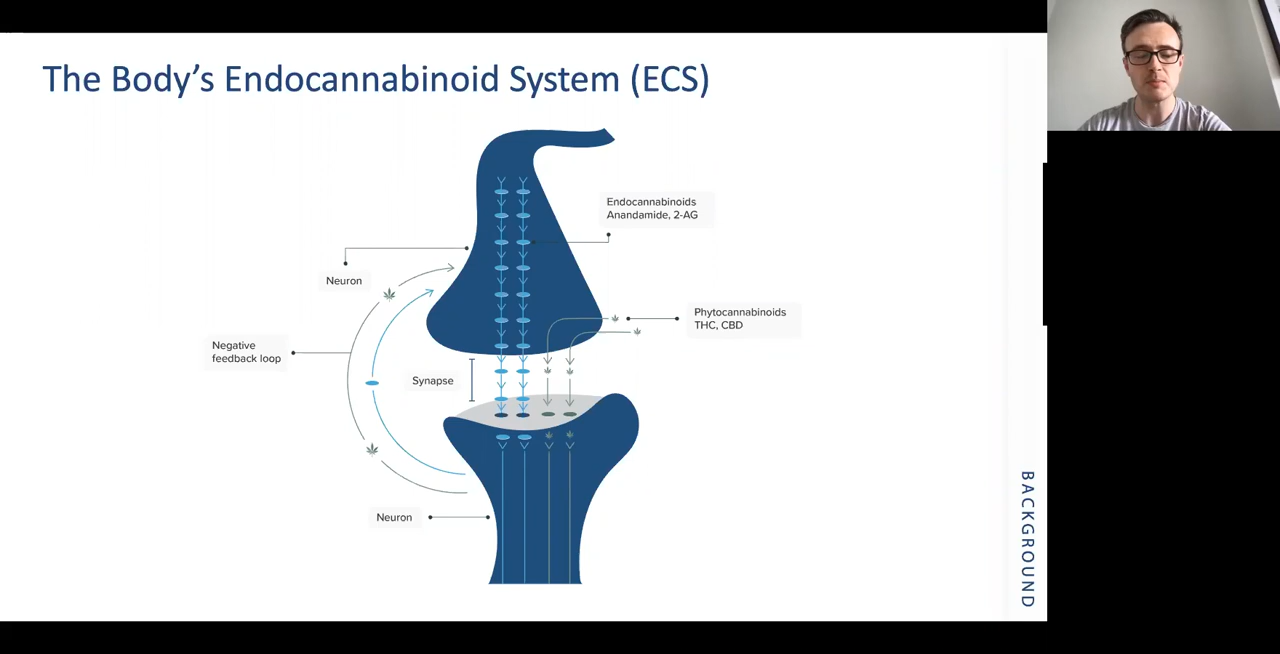 The Body's Endocannabinoid System (ECS)
Endocannabinoids
Anandamide, 2-AG
Neuron
Phytocannabinoids
THC, CBD
Negative
feedback loop
Synapse
Neuron
BACKGROUND